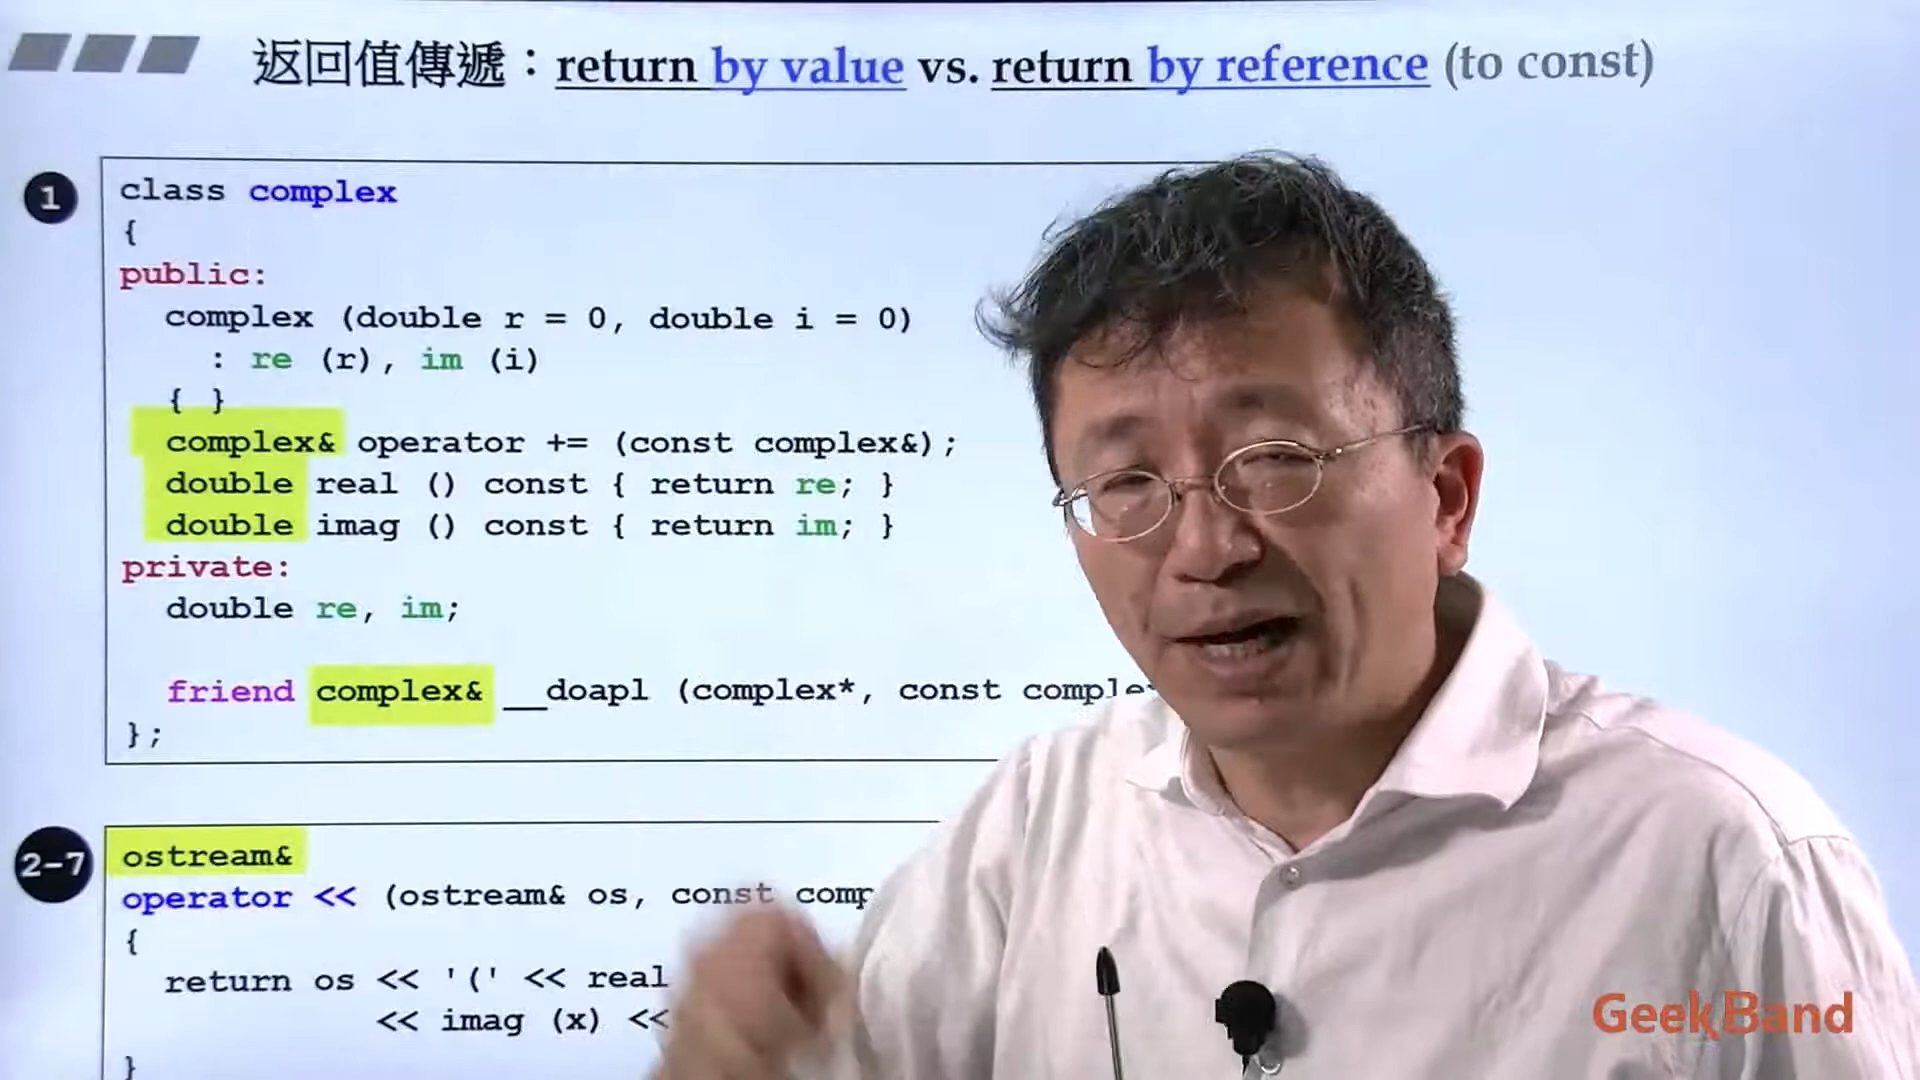 返回值傳遞：return by value vs. return by reference (to const)
1
class complex
{
public:
complex (double r = 0, double i = 0)
: re (r), im (i)
{ }
complex& operator += (const complex&);
double real () const { return re; }
double imag () const { return im; }
private:
double re, im;
friend complex& __doapl (complex*, const
};
2-7
ostream&
operator << (ostream& os, const
{
return os << '(' << real
<< imag (x) <<
}
GeekBand